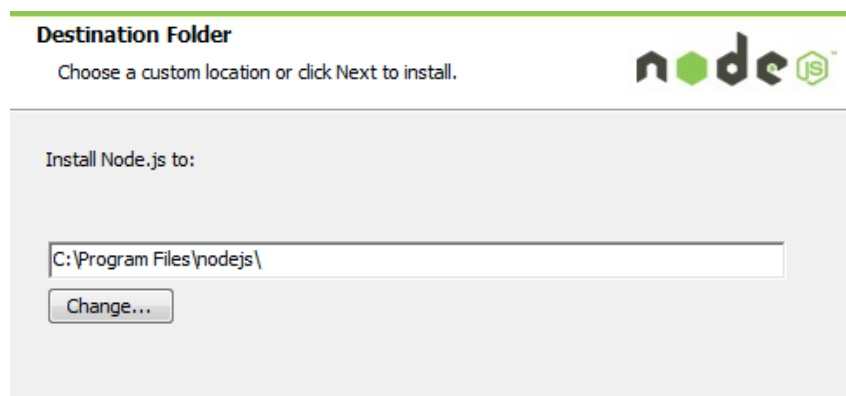 Destination Folder
Choose a custom location or click Next to install.
node JS
Install Node.js to:
C:\Program Files\nodejs\
Change...